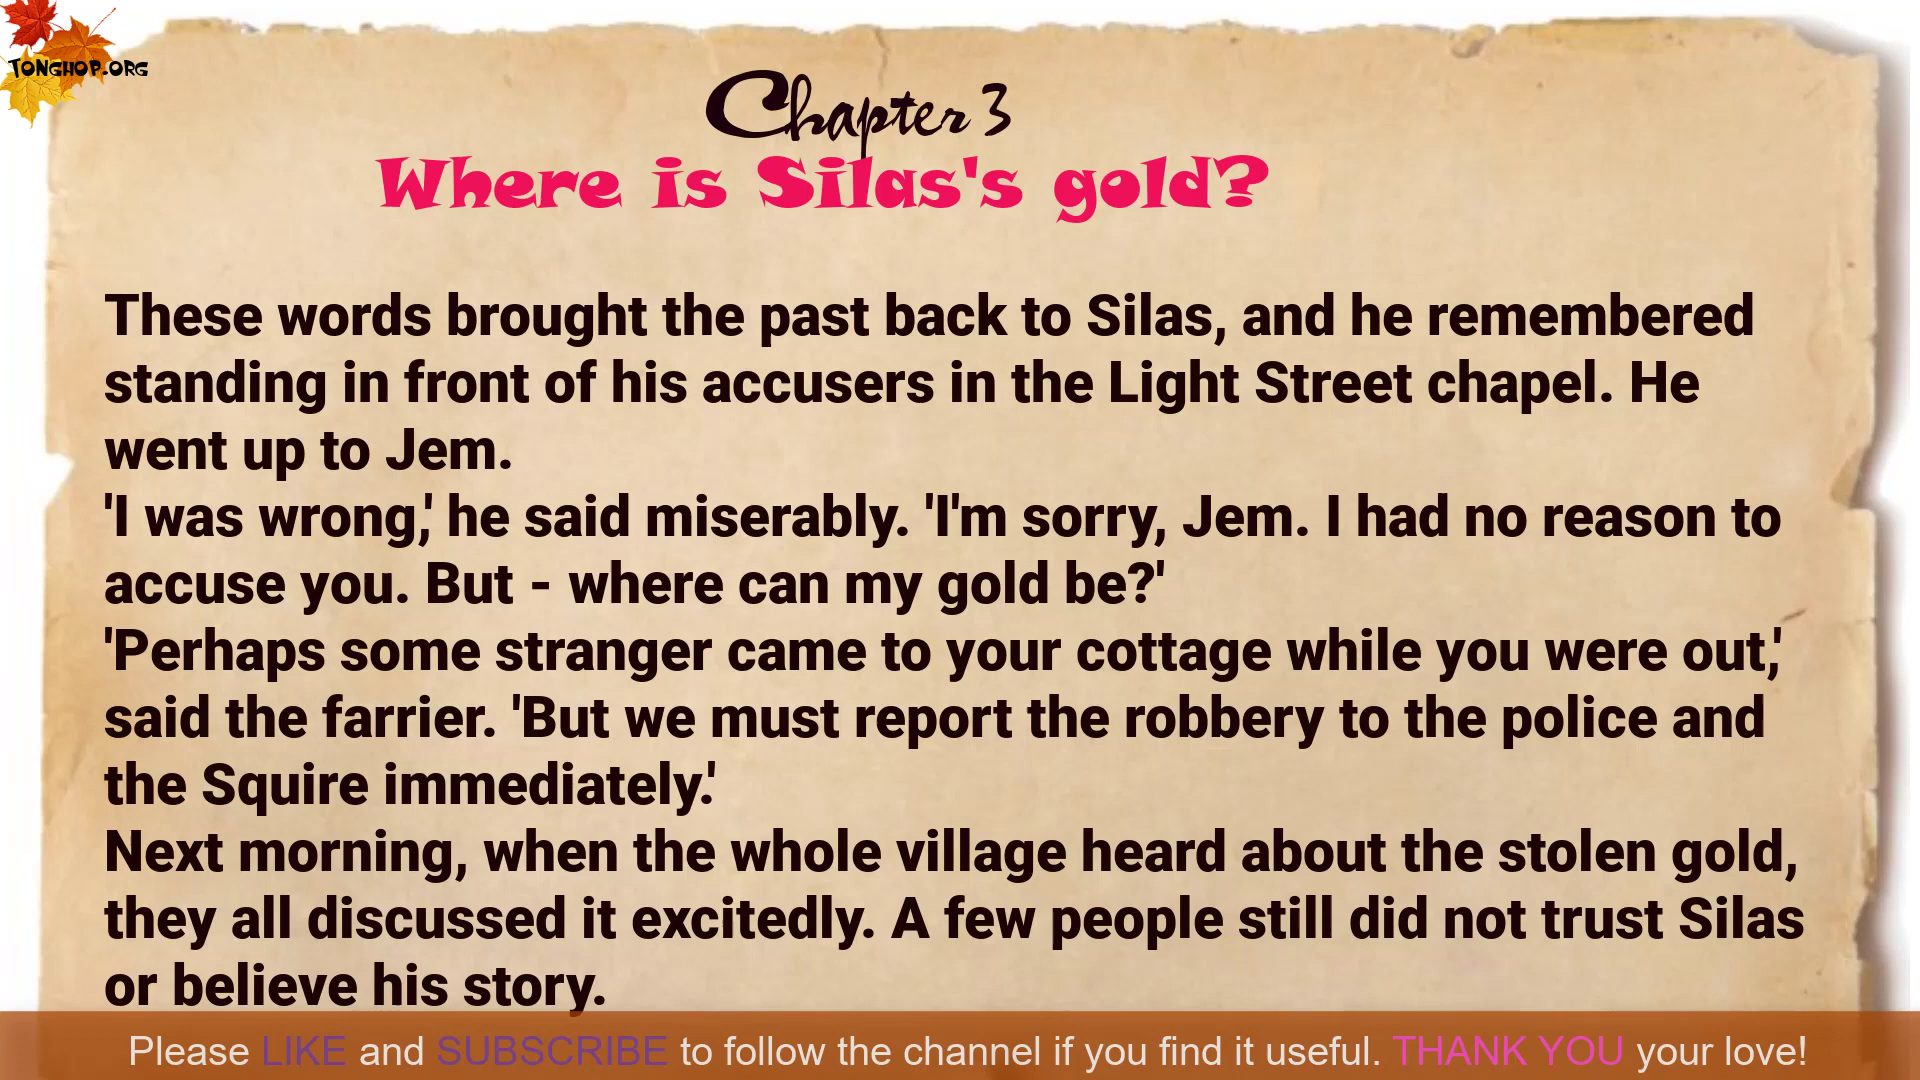 TONGHOP.ORG
Chapter 3
Where is Silas's gold?
These words brought the past back to Silas, and he remembered
standing in front of his accusers in the Light Street chapel. He
went up to Jem.
'I was wrong,' he said miserably. 'I'm sorry, Jem. I had no reason to
accuse you. But - where can my gold be?'
'Perhaps some stranger came to your cottage while you were out,'
said the farrier. 'But we must report the robbery to the police and
the Squire immediately.'
Next morning, when the whole village heard about the stolen gold,
they all discussed it excitedly. A few people still did not trust Silas
or believe his story.
Please LIKE and SUBSCRIBE to follow the channel if you find it useful. THANK YOU your love!